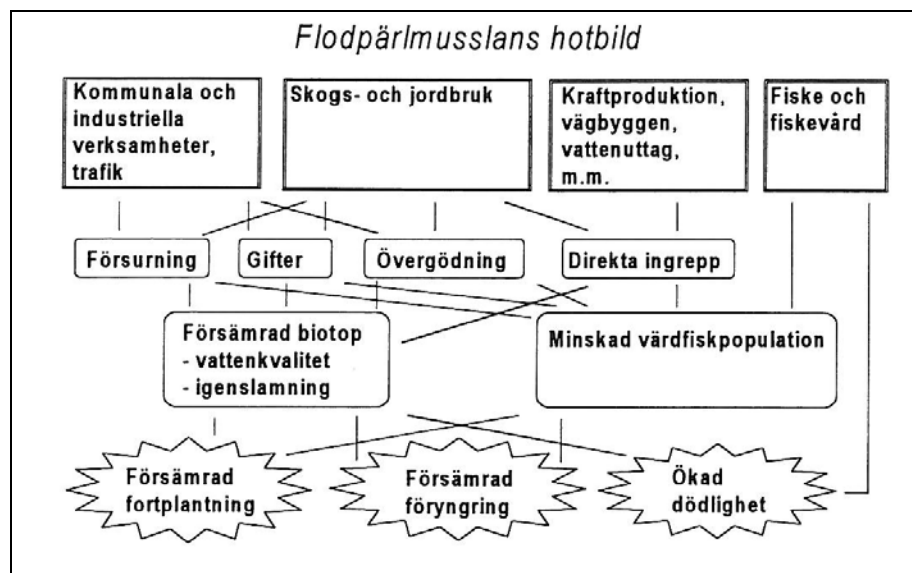 Flodpärlmusslans hotbild
Kommunala och
industriella
verksamheter,
trafik
Skogs- och jordbruk
Kraftproduktion,
vägbyggen,
vattenuttag,
m.m.
Fiske och
fiskevård
Försurning
Gifter
Övergödning
Direkta ingrepp
Försämrad biotop
- vattenkvalitet
- igenslamning
Minskad värdfiskpopulation
Försämrad
fortplantning
Försämrad
föryngring
Ökad
dödlighet